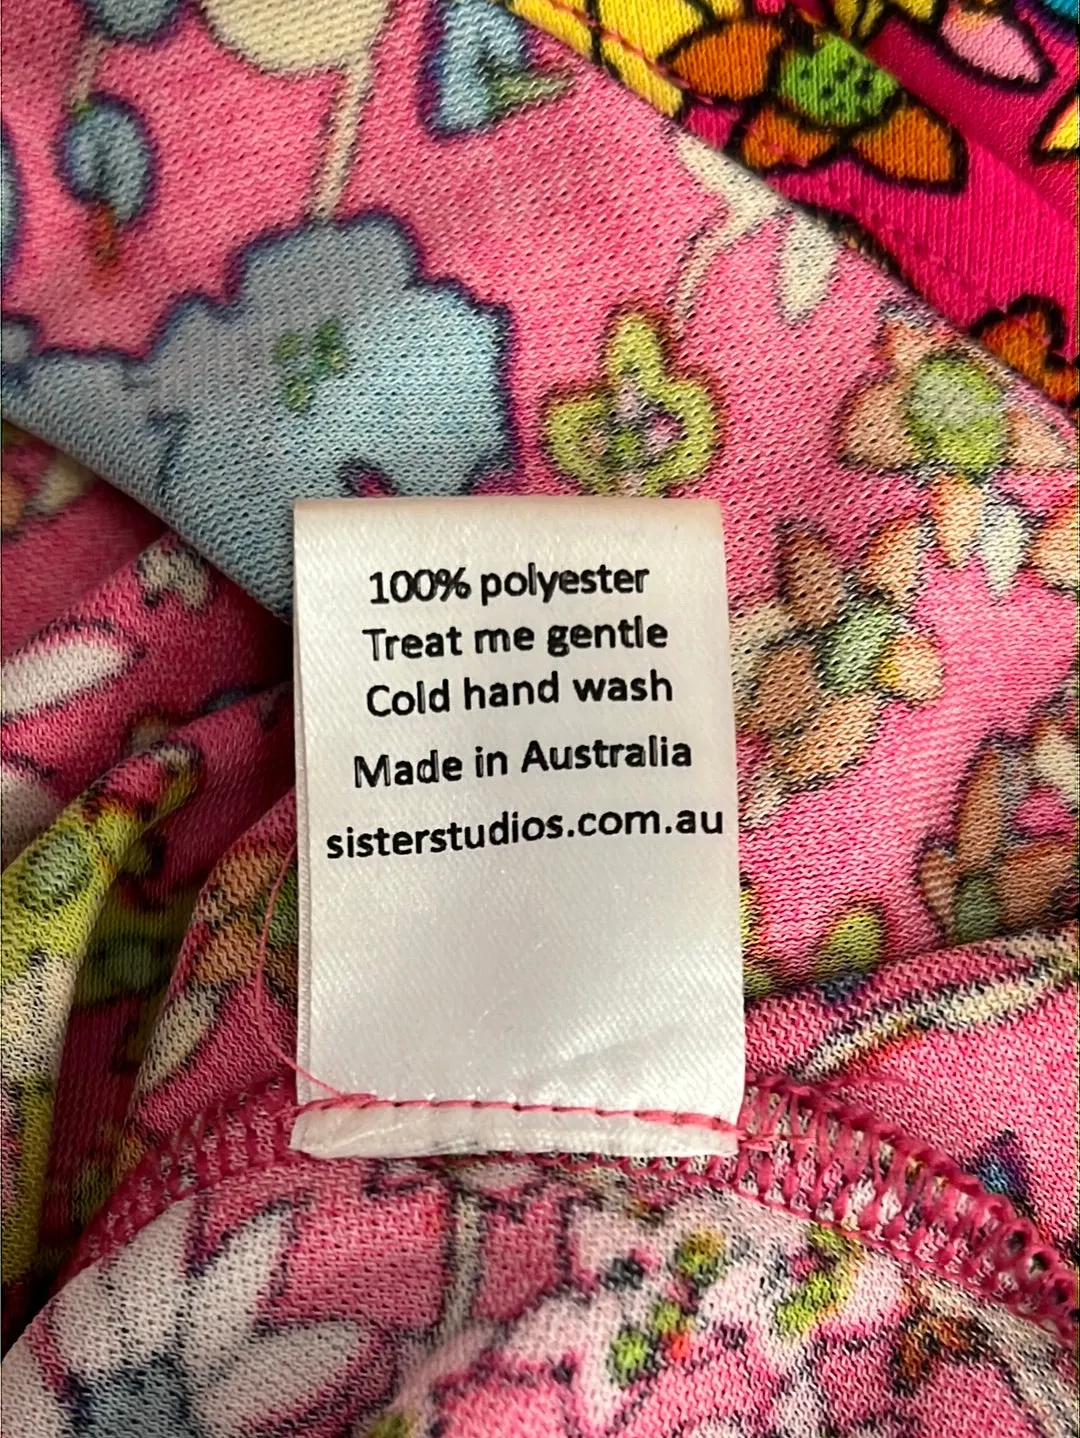 100% polyester
Treat me gentle
Cold hand wash
Made in Australia
sisterstudios.com.au